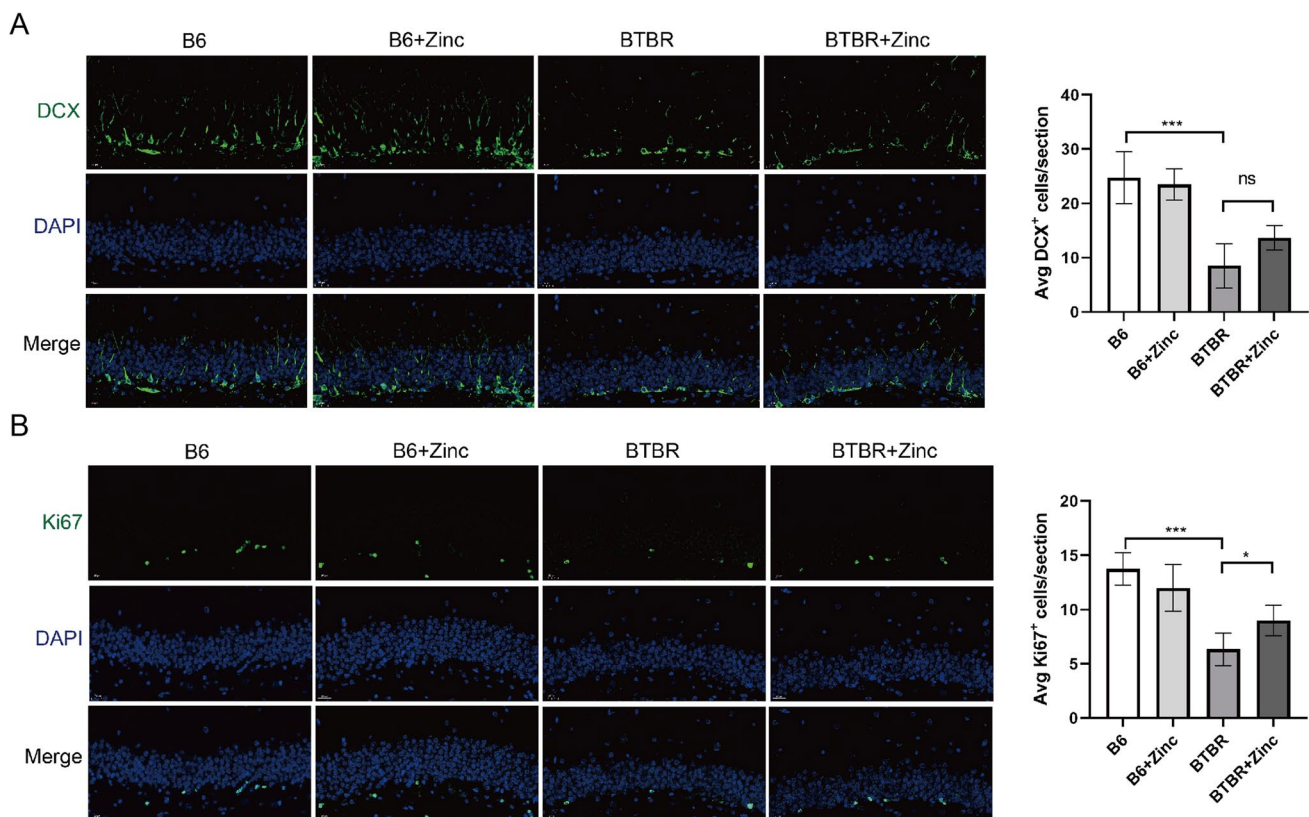 A
B6 B6+Zinc BTBR BTBR+Zinc
DCX
DAPI
Merge
Avg DCX⁺ cells/section
40
30
20
10
0
***
ns
B6
B6+Zinc
BTBR
BTBR+Zinc
B
B6 B6+Zinc BTBR BTBR+Zinc
Ki67
DAPI
Merge
Avg Ki67⁺ cells/section
20
15
10
5
0
***
*
B6
B6+Zinc
BTBR
BTBR+Zinc